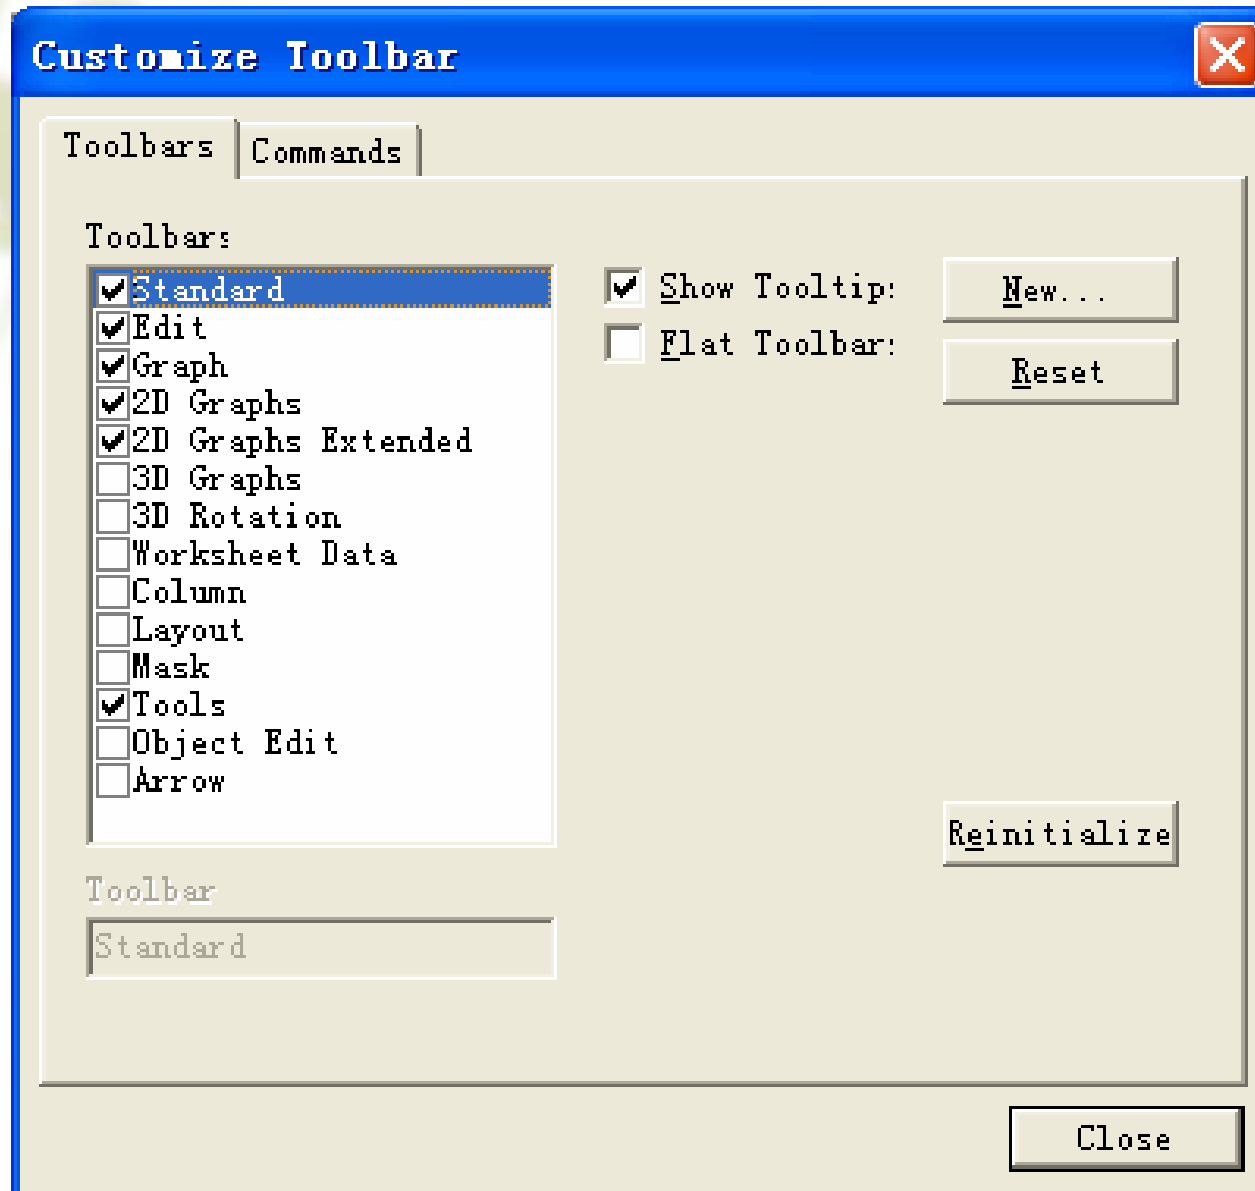 Customize Toolbar
Toolbars
Commands
Toolbars
Standard
Edit
Graph
2D Graphs
2D Graphs Extended
3D Graphs
3D Rotation
Worksheet Data
Column
Layout
Mask
Tools
Object Edit
Arrow
Show Tooltip:
Flat Toolbar:
New...
Reset
Reinitialize
Toolbar
Standard
Close